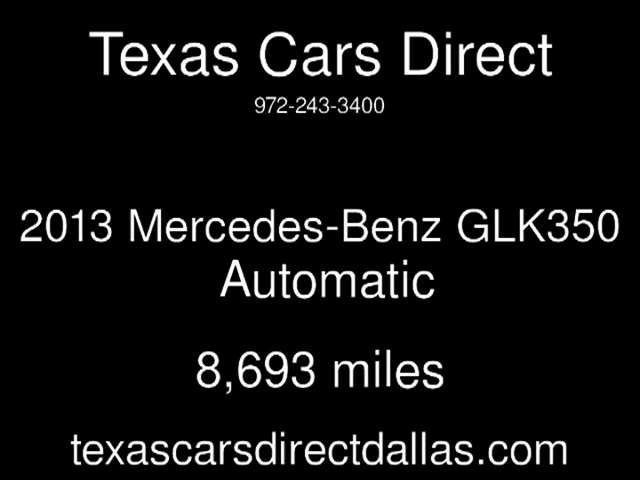 Texas Cars Direct
972-243-3400
2013 Mercedes-Benz GLK350
Automatic
8,693 miles
texascarsdirectdallas.com